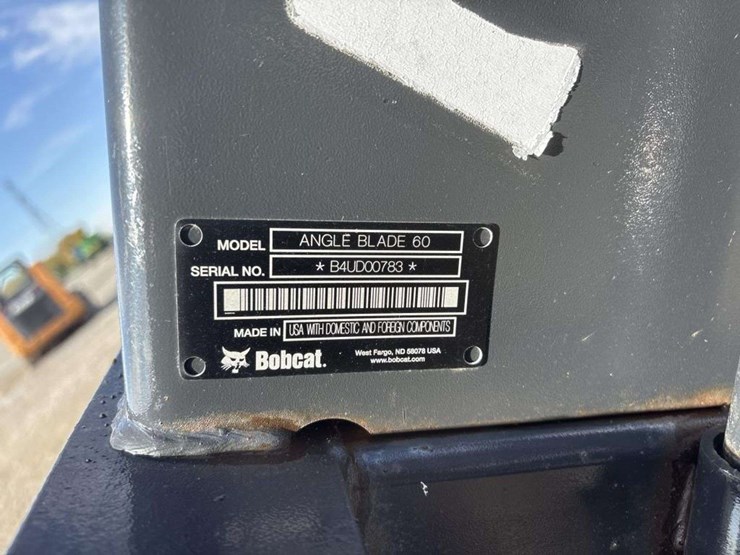 MODEL ANGLE BLADE 60
SERIAL NO. * B4UD00783 *
MADE IN USA WITH DOMESTIC AND FOREIGN COMPONENTS
Bobcat.
West Fargo, ND 58078 USA
www.bobcat.com